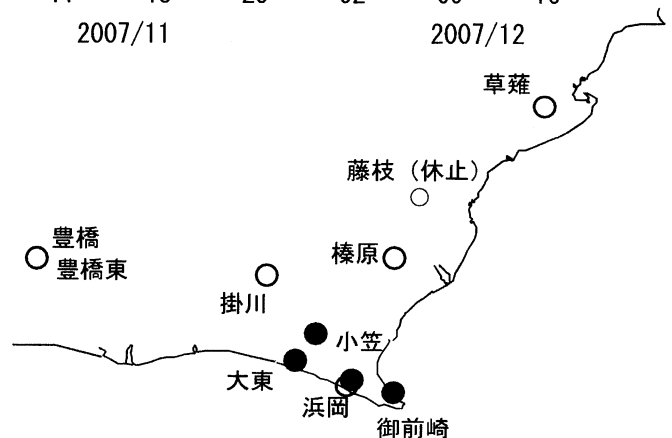 2007/11 2007/12
草薙
藤枝（休止）
豊橋
豊橋東
榛原
掛川
小笠
大東
浜岡
御前崎